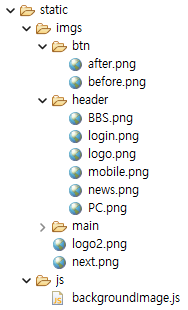 static
imgs
btn
after.png
before.png
header
BBS.png
login.png
logo.png
mobile.png
news.png
PC.png
main
logo2.png
next.png
js
backgroundImage.js